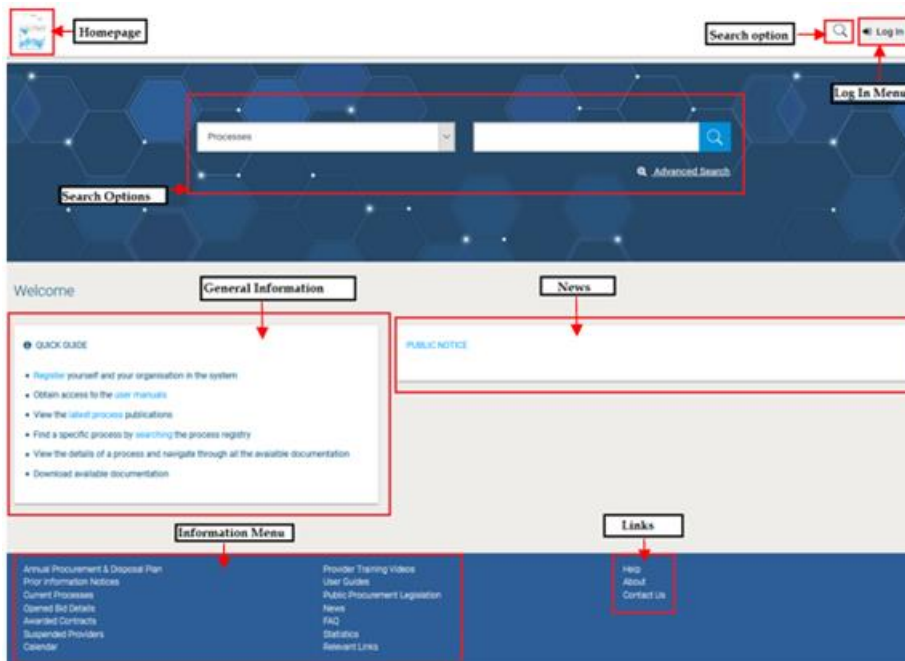 Homepage
Search option
Log In
Log In Menu
Processes
Advanced Search
Search Options
Welcome
General Information
News
QUICK GUIDE
PUBLIC NOTICE
Register yourself and your organisation in the system
Obtain access to the user manuals
View the latest process publications
Find a specific process by searching the process registry
View the details of a process and navigate through all the available documentation
Download available documentation
Information Menu
Links
Annual Procurement & Disposal Plan
Prior Information Notices
Current Processes
Opened Bid Details
Awarded Contracts
Suspended Providers
Calendar
Provider Training Videos
User Guides
Public Procurement Legislation
News
FAQ
Statistics
Relevant Links
Help
About
Contact Us